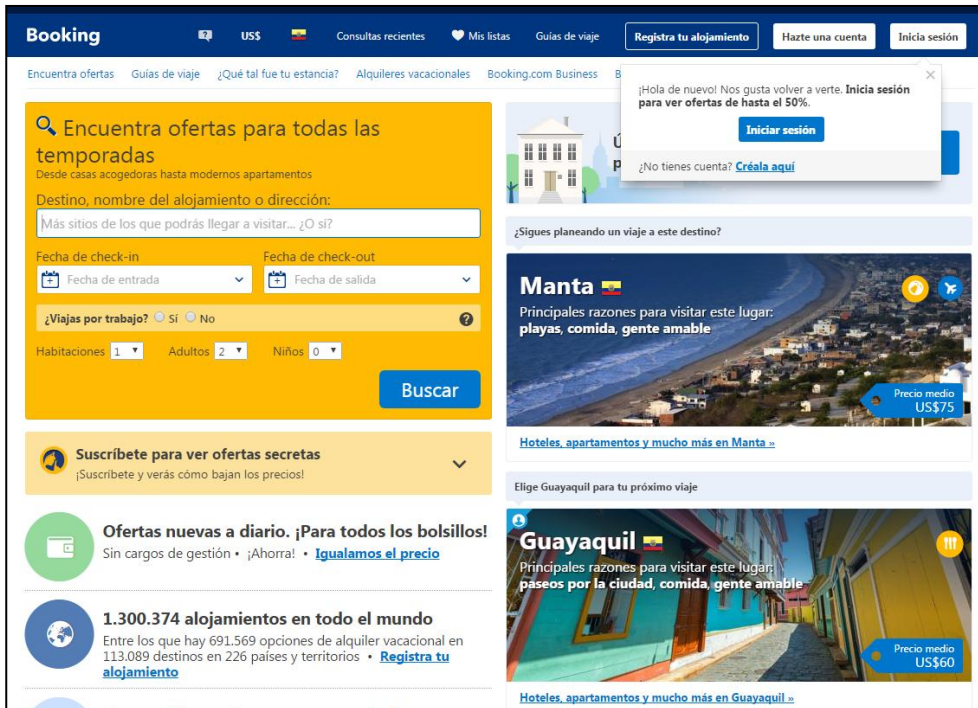 Booking
US$
Consultas recientes
Mis listas
Guías de viaje
Registra tu alojamiento
Hazte una cuenta
Inicia sesión
Encuentra ofertas
Guías de viaje
¿Qué tal fue tu estancia?
Alquileres vacacionales
Booking.com Business
¡Hola de nuevo! Nos gusta volver a verte. Inicia sesión
para ver ofertas de hasta el 50%.
Iniciar sesión
¿No tienes cuenta? Créala aquí
Encuentra ofertas para todas las
temporadas
Desde casas acogedoras hasta modernos apartamentos
Destino, nombre del alojamiento o dirección:
Más sitios de los que podrás llegar a visitar... ¿O sí?
Fecha de check-in
Fecha de check-out
Fecha de entrada
Fecha de salida
¿Viajas por trabajo? Sí No
Habitaciones 1 Adultos 2 Niños 0
Buscar
Suscríbete para ver ofertas secretas
¡Suscríbete y verás cómo bajan los precios!
Ofertas nuevas a diario. ¡Para todos los bolsillos!
Sin cargos de gestión • ¡Ahorra! • Igualamos el precio
1.300.374 alojamientos en todo el mundo
Entre los que hay 691.569 opciones de alquiler vacacional en
113.089 destinos en 226 países y territorios • Registra tu
alojamiento
¿Sigues planeando un viaje a este destino?
Manta
Principales razones para visitar este lugar:
playas, comida, gente amable
Precio medio
US$75
Hoteles, apartamentos y mucho más en Manta »
Elige Guayaquil para tu próximo viaje
Guayaquil
Principales razones para visitar este lugar:
paseos por la ciudad, comida, gente amable
Precio medio
US$60
Hoteles, apartamentos y mucho más en Guayaquil »